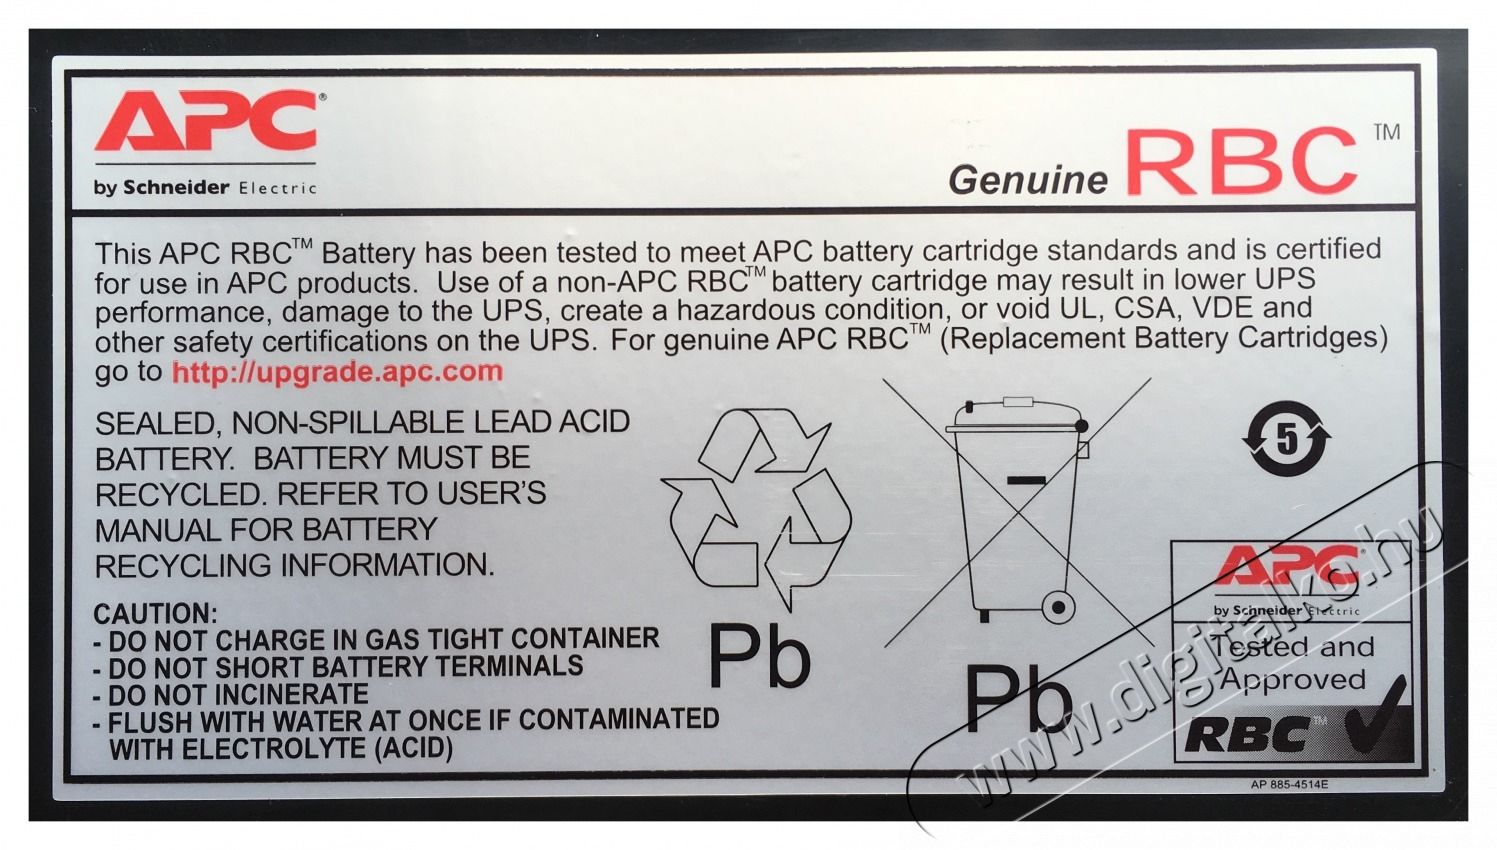 APC®
by Schneider Electric
Genuine RBC™
This APC RBC™ Battery has been tested to meet APC battery cartridge standards and is certified
for use in APC products. Use of a non-APC RBC™ battery cartridge may result in lower UPS
performance, damage to the UPS, create a hazardous condition, or void UL, CSA, VDE and
other safety certifications on the UPS. For genuine APC RBC™ (Replacement Battery Cartridges)
go to http://upgrade.apc.com
SEALED, NON-SPILLABLE LEAD ACID
BATTERY. BATTERY MUST BE
RECYCLED. REFER TO USER'S
MANUAL FOR BATTERY
RECYCLING INFORMATION.
CAUTION:
- DO NOT CHARGE IN GAS TIGHT CONTAINER
- DO NOT SHORT BATTERY TERMINALS
- DO NOT INCINERATE
- FLUSH WITH WATER AT ONCE IF CONTAMINATED
WITH ELECTROLYTE (ACID)
Pb
Pb
5
APC®
by Schneider Electric
Tested and
Approved
RBC™
AP 885-4514E
www.digitalko.hu